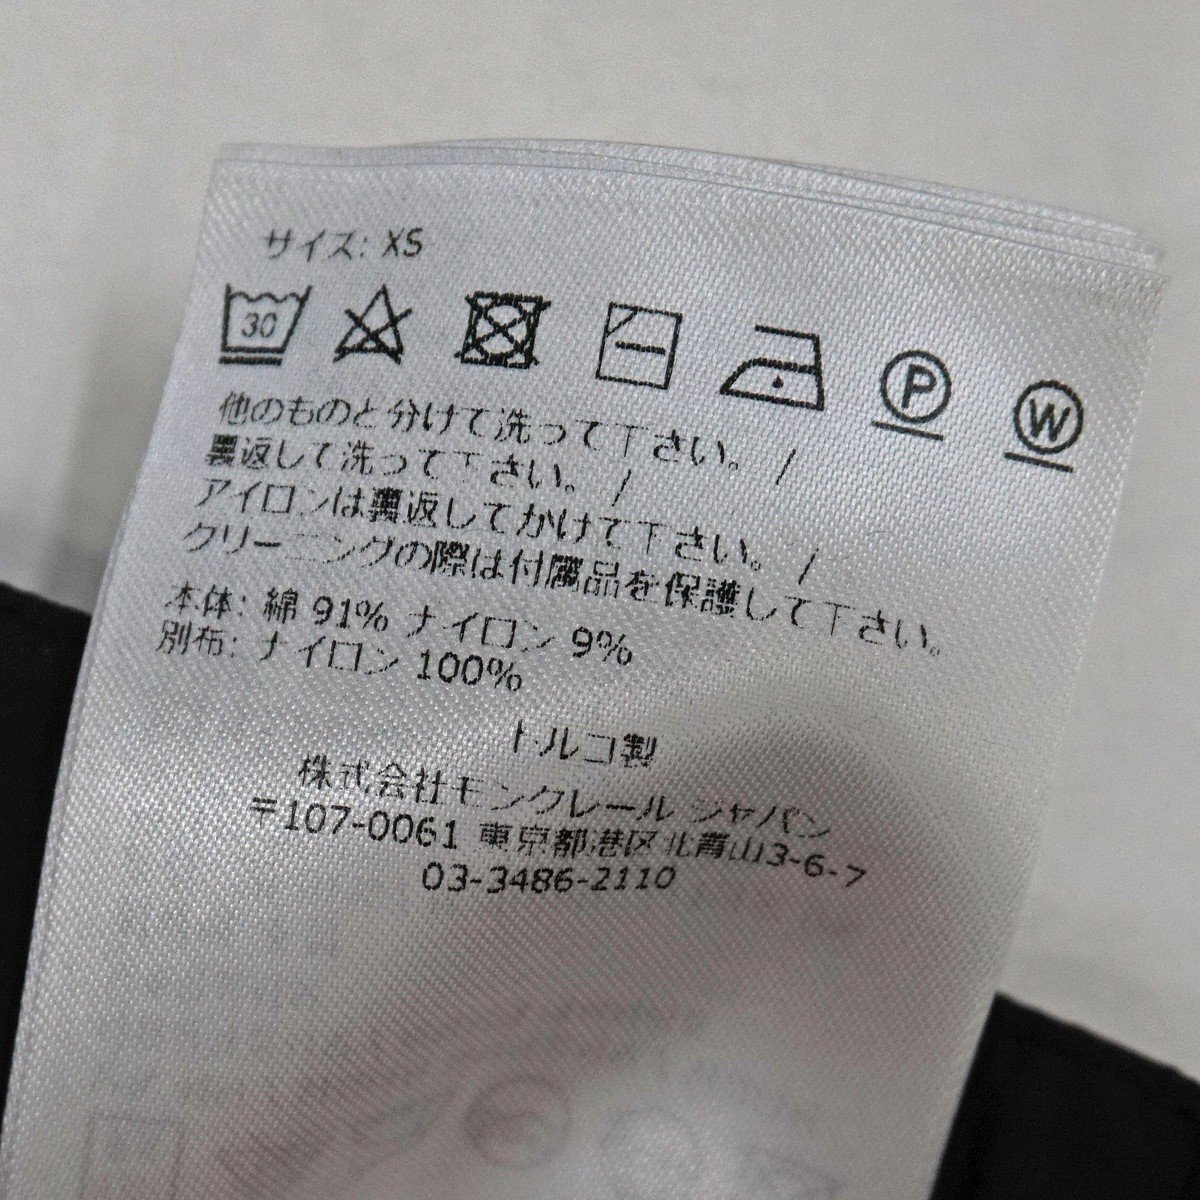 サイズ: XS
30 P W
他のものと分けて洗って下さい。/
裏返して洗って下さい。/
アイロンは裏返してかけて下さい。/
クリーニングの際は付属品を保護して下さい。
本体: 綿 91% ナイロン 9%
別布: ナイロン 100%
トルコ製
株式会社モンクレール ジャパン
〒107-0061 東京都港区北青山3-6-7
03-3486-2110